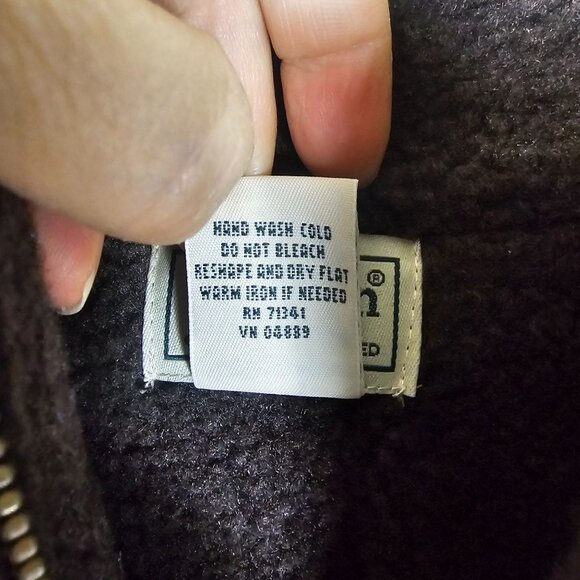 HAND WASH COLD
DO NOT BLEACH
RESHAPE AND DRY FLAT
WARM IRON IF NEEDED
RN 71341
VN 04889